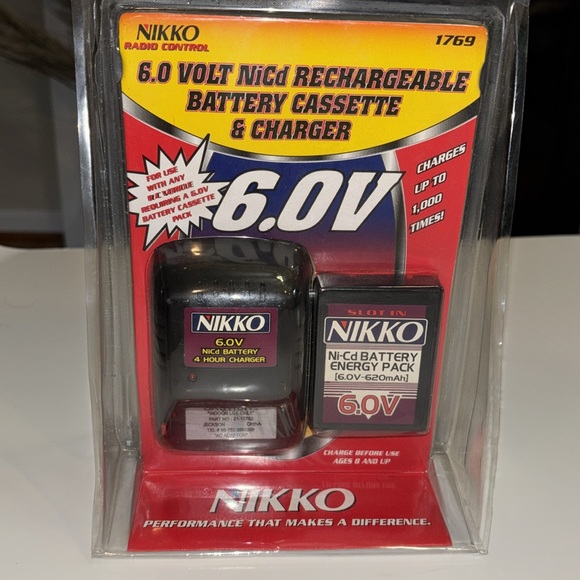 NIKKO
RADIO CONTROL
1769
6.0 VOLT NiCd RECHARGEABLE
BATTERY CASSETTE
& CHARGER
FOR USE
WITH ANY
R/C VEHICLE
REQUIRING A 6.0V
BATTERY CASSETTE
PACK
6.0V
CHARGES
UP TO
1,000
TIMES!
NIKKO
6.0V
NiCd BATTERY
4 HOUR CHARGER
SLOT IN
NIKKO
Ni-Cd BATTERY
ENERGY PACK
[6.0V-620mAh]
6.0V
CHARGE BEFORE USE
AGES 8 AND UP
NIKKO
PERFORMANCE THAT MAKES A DIFFERENCE.